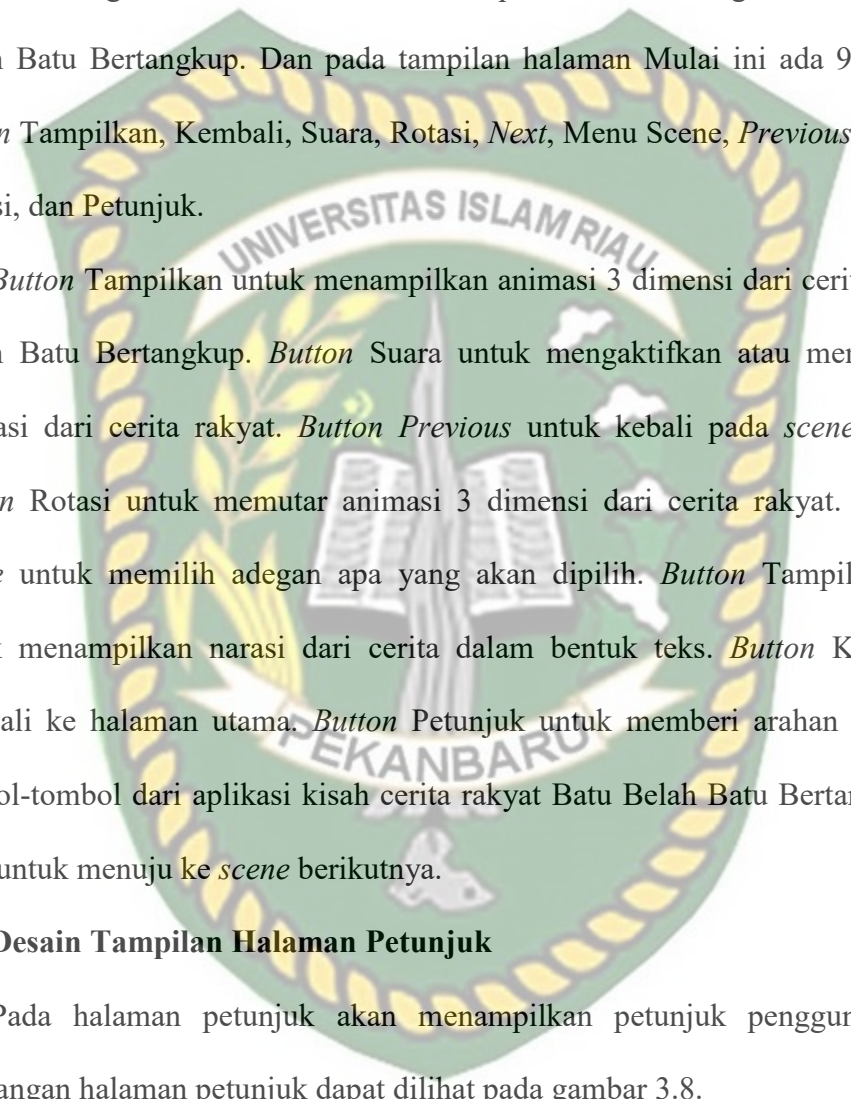 Batu Bertangkup. Dan pada tampilan halaman Mulai ini ada 9
Tampilkan, Kembali, Suara, Rotasi, Next, Menu Scene, Previous
si, dan Petunjuk.
Button Tampilkan untuk menampilkan animasi 3 dimensi dari cerit
Batu Bertangkup. Button Suara untuk mengaktifkan atau men
asi dari cerita rakyat. Button Previous untuk kebali pada scene
n Rotasi untuk memutar animasi 3 dimensi dari cerita rakyat.
e untuk memilih adegan apa yang akan dipilih. Button Tampil
menampilkan narasi dari cerita dalam bentuk teks. Button K
ali ke halaman utama. Button Petunjuk untuk memberi arahan
ol-tombol dari aplikasi kisah cerita rakyat Batu Belah Batu Bertan
untuk menuju ke scene berikutnya.
Desain Tampilan Halaman Petunjuk
Pada halaman petunjuk akan menampilkan petunjuk penggun
angan halaman petunjuk dapat dilihat pada gambar 3.8.
UNIVERSITAS ISLAM RIAU
PEKANBARU